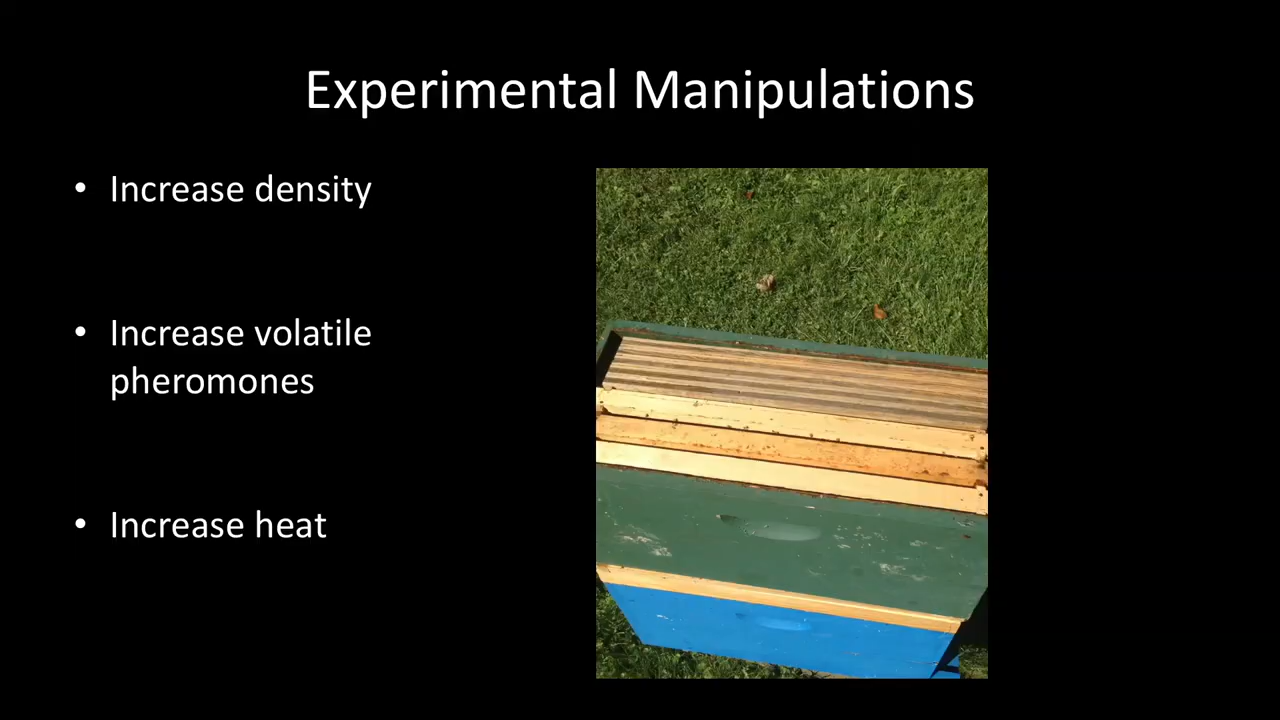 Experimental Manipulations
• Increase density
• Increase volatile
pheromones
• Increase heat